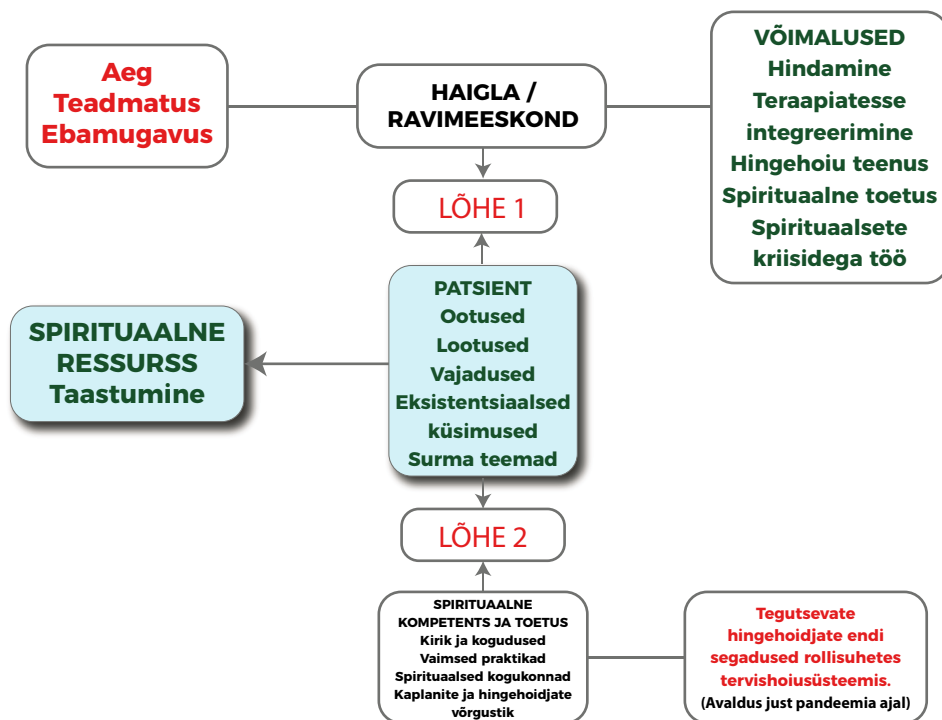 Aeg
Teadmatus
Ebamugavus
HAIGLA /
RAVIMEESKOND
VÕIMALUSED
Hindamine
Teraapiatesse
integreerimine
Hingehoiu teenus
Spirituaalne toetus
Spirituaalsete
kriisidega töö
LÕHE 1
PATSIENT
Ootused
Lootused
Vajadused
Eksistentsiaalsed
küsimused
Surma teemad
SPIRITUAALNE
RESSURSS
Taastumine
LÕHE 2
SPIRITUAALNE
KOMPETENTS JA TOETUS
Kirik ja kogudused
Vaimsed praktikad
Spirituaalsed kogukonnad
Kaplanite ja hingehoidjate
võrgustik
Tegutsevate
hingehoidjate endi
segadused rollisuhetes
tervishoiusüsteemis.
(Avaldus just pandeemia ajal)